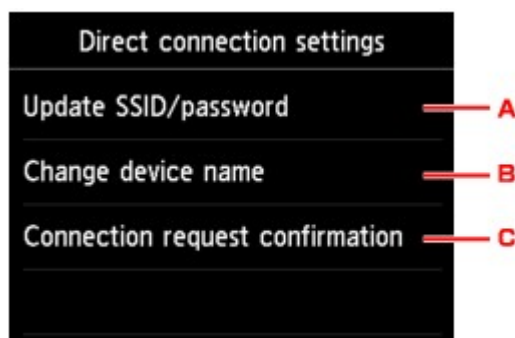 Direct connection settings
Update SSID/password A
Change device name B
Connection request confirmation C